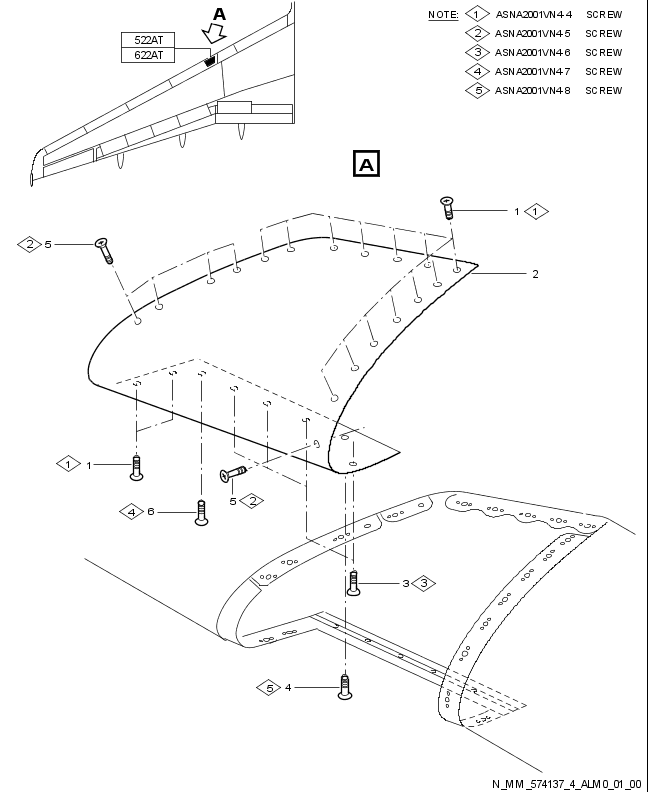 A
NOTE: 1 ASNA2001VN4-4 SCREW
522AT
2 ASNA2001VN4-5 SCREW
622AT
3 ASNA2001VN4-6 SCREW
4 ASNA2001VN4-7 SCREW
5 ASNA2001VN4-8 SCREW
A
1 1
2 5
2
1 1
5 2
4 6
3 3
5 4
N_MM_574137_4_ALM0_01_00